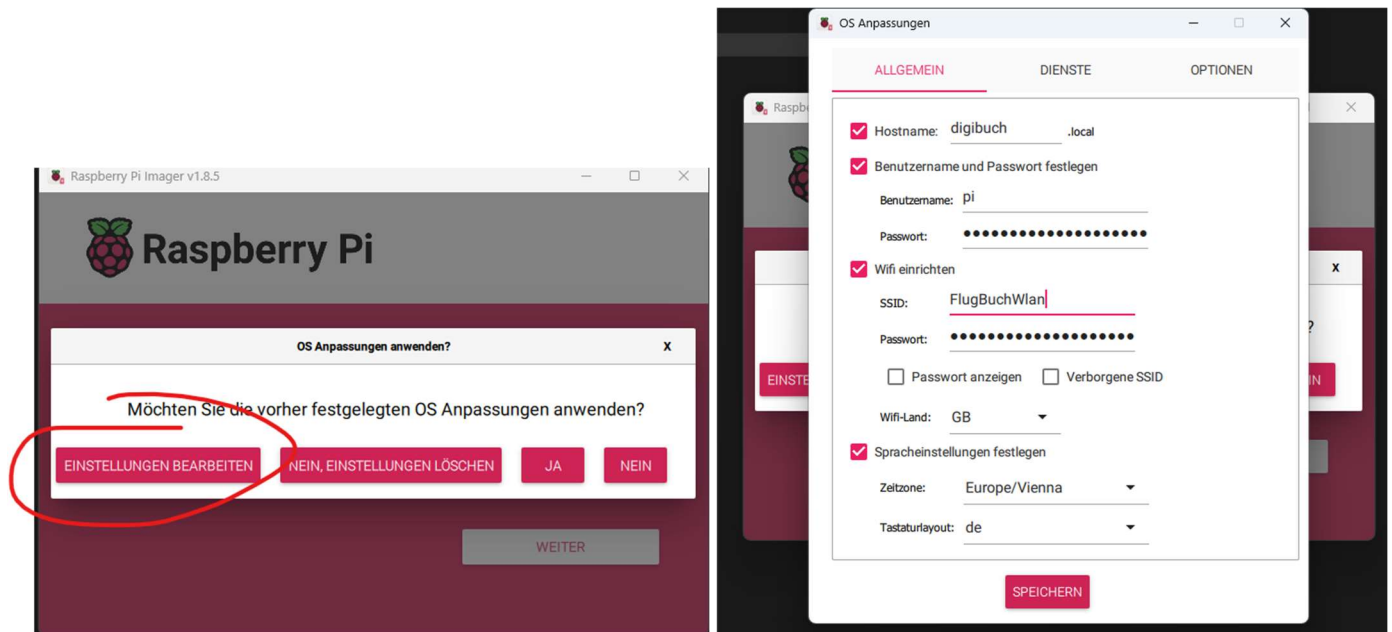 Raspberry Pi Imager v1.8.5
Raspberry Pi
OS Anpassungen anwenden?
x
Möchten Sie die vorher festgelegten OS Anpassungen anwenden?
EINSTELLUNGEN BEARBEITEN
NEIN, EINSTELLUNGEN LÖSCHEN
JA
NEIN
WEITER
OS Anpassungen
ALLGEMEIN
DIENSTE
OPTIONEN
Hostname: digibuch .local
Benutzername und Passwort festlegen
Benutzername: pi
Passwort: ••••••••••••••••••••
Wifi einrichten
SSID: FlugBuchWlan
Passwort: ••••••••••••••••••••
Passwort anzeigen
Verborgene SSID
Wifi-Land: GB
Spracheinstellungen festlegen
Zeitzone: Europe/Vienna
Tastaturlayout: de
SPEICHERN
Raspb
x
?
EINSTE
IN